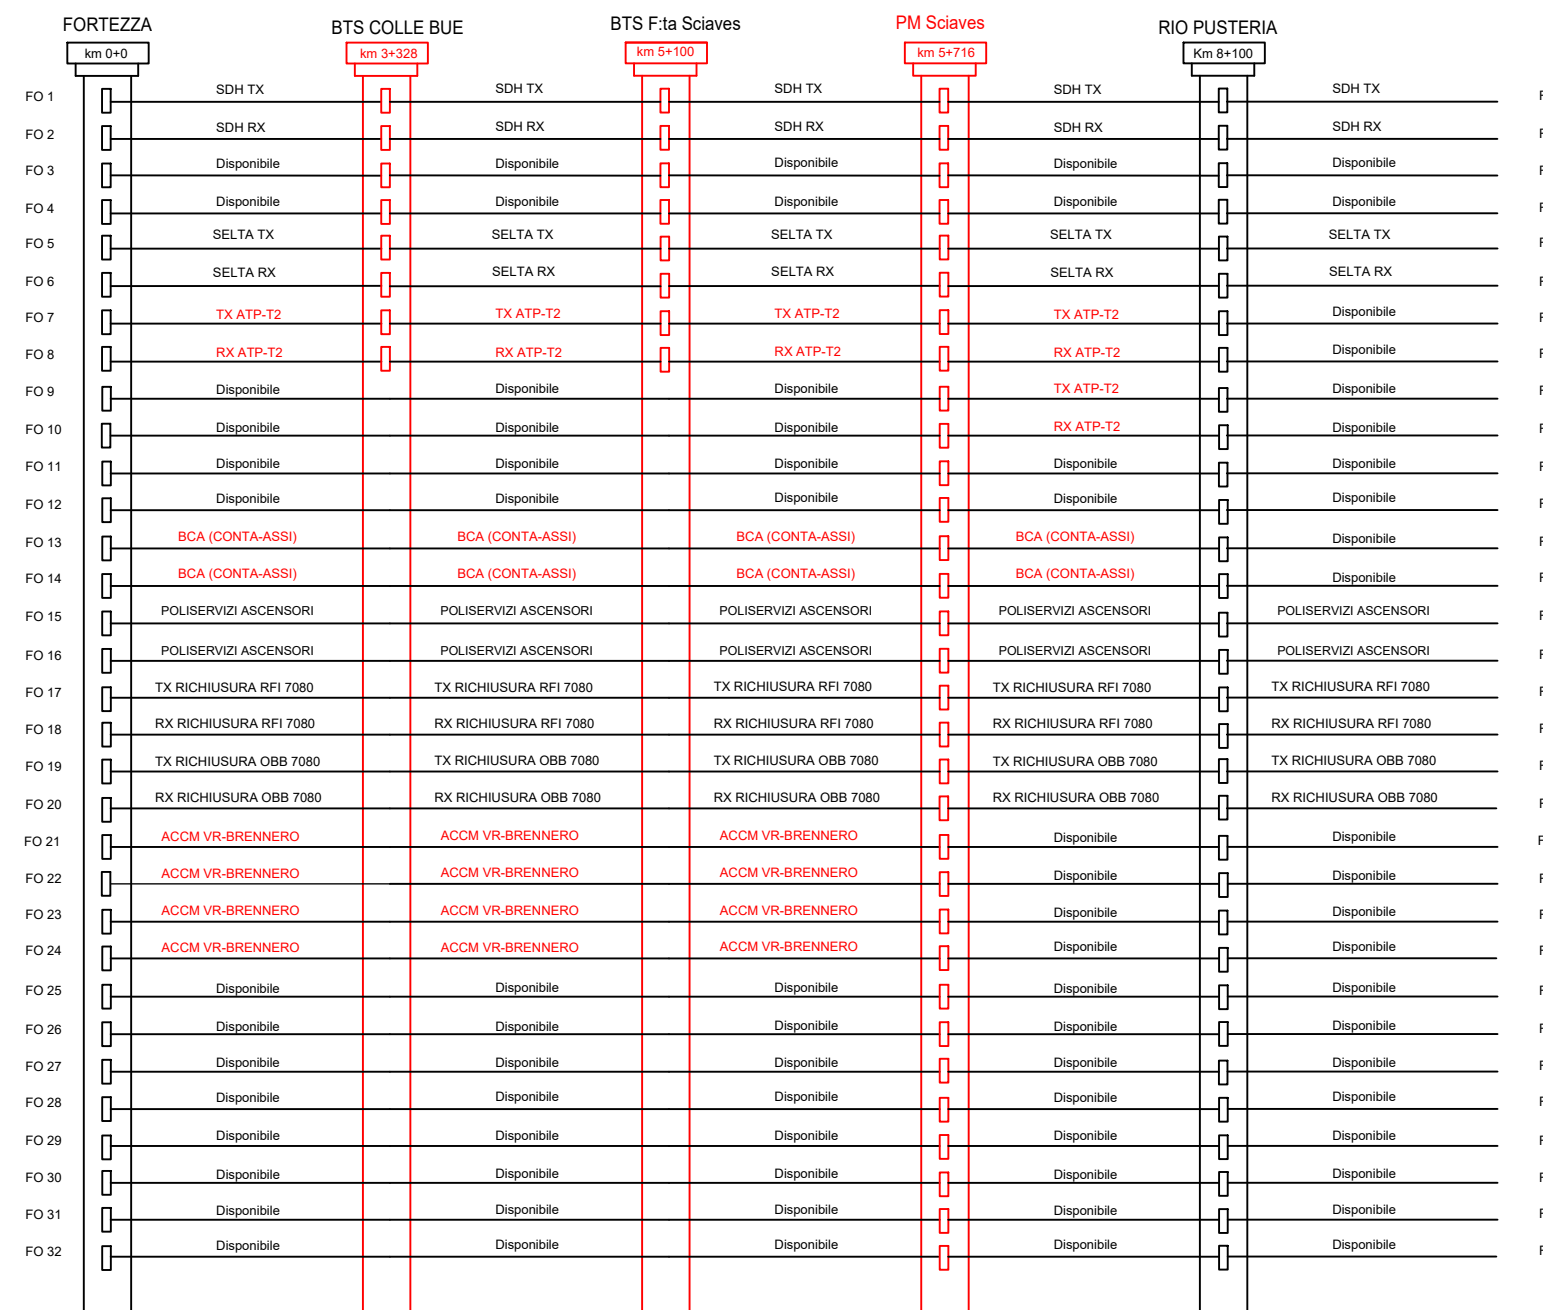 FORTEZZA BTS COLLE BUE BTS F:ta Sciaves PM Sciaves RIO PUSTERIA
km 0+0 km 3+328 km 5+100 km 5+716 Km 8+100
FO 1 SDH TX SDH TX SDH TX SDH TX SDH TX
FO 2 SDH RX SDH RX SDH RX SDH RX SDH RX
FO 3 Disponibile Disponibile Disponibile Disponibile Disponibile
FO 4 Disponibile Disponibile Disponibile Disponibile Disponibile
FO 5 SELTA TX SELTA TX SELTA TX SELTA TX SELTA TX
FO 6 SELTA RX SELTA RX SELTA RX SELTA RX SELTA RX
FO 7 TX ATP-T2 TX ATP-T2 TX ATP-T2 TX ATP-T2 Disponibile
FO 8 RX ATP-T2 RX ATP-T2 RX ATP-T2 RX ATP-T2 Disponibile
FO 9 Disponibile Disponibile Disponibile TX ATP-T2 Disponibile
FO 10 Disponibile Disponibile Disponibile RX ATP-T2 Disponibile
FO 11 Disponibile Disponibile Disponibile Disponibile Disponibile
FO 12 Disponibile Disponibile Disponibile Disponibile Disponibile
FO 13 BCA (CONTA-ASSI) BCA (CONTA-ASSI) BCA (CONTA-ASSI) BCA (CONTA-ASSI) Disponibile
FO 14 BCA (CONTA-ASSI) BCA (CONTA-ASSI) BCA (CONTA-ASSI) BCA (CONTA-ASSI) Disponibile
FO 15 POLISERVIZI ASCENSORI POLISERVIZI ASCENSORI POLISERVIZI ASCENSORI POLISERVIZI ASCENSORI POLISERVIZI ASCENSORI
FO 16 POLISERVIZI ASCENSORI POLISERVIZI ASCENSORI POLISERVIZI ASCENSORI POLISERVIZI ASCENSORI POLISERVIZI ASCENSORI
FO 17 TX RICHIUSURA RFI 7080 TX RICHIUSURA RFI 7080 TX RICHIUSURA RFI 7080 TX RICHIUSURA RFI 7080 TX RICHIUSURA RFI 7080
FO 18 RX RICHIUSURA RFI 7080 RX RICHIUSURA RFI 7080 RX RICHIUSURA RFI 7080 RX RICHIUSURA RFI 7080 RX RICHIUSURA RFI 7080
FO 19 TX RICHIUSURA OBB 7080 TX RICHIUSURA OBB 7080 TX RICHIUSURA OBB 7080 TX RICHIUSURA OBB 7080 TX RICHIUSURA OBB 7080
FO 20 RX RICHIUSURA OBB 7080 RX RICHIUSURA OBB 7080 RX RICHIUSURA OBB 7080 RX RICHIUSURA OBB 7080 RX RICHIUSURA OBB 7080
FO 21 ACCM VR-BRENNERO ACCM VR-BRENNERO ACCM VR-BRENNERO Disponibile Disponibile
FO 22 ACCM VR-BRENNERO ACCM VR-BRENNERO ACCM VR-BRENNERO Disponibile Disponibile
FO 23 ACCM VR-BRENNERO ACCM VR-BRENNERO ACCM VR-BRENNERO Disponibile Disponibile
FO 24 ACCM VR-BRENNERO ACCM VR-BRENNERO ACCM VR-BRENNERO Disponibile Disponibile
FO 25 Disponibile Disponibile Disponibile Disponibile Disponibile
FO 26 Disponibile Disponibile Disponibile Disponibile Disponibile
FO 27 Disponibile Disponibile Disponibile Disponibile Disponibile
FO 28 Disponibile Disponibile Disponibile Disponibile Disponibile
FO 29 Disponibile Disponibile Disponibile Disponibile Disponibile
FO 30 Disponibile Disponibile Disponibile Disponibile Disponibile
FO 31 Disponibile Disponibile Disponibile Disponibile Disponibile
FO 32 Disponibile Disponibile Disponibile Disponibile Disponibile